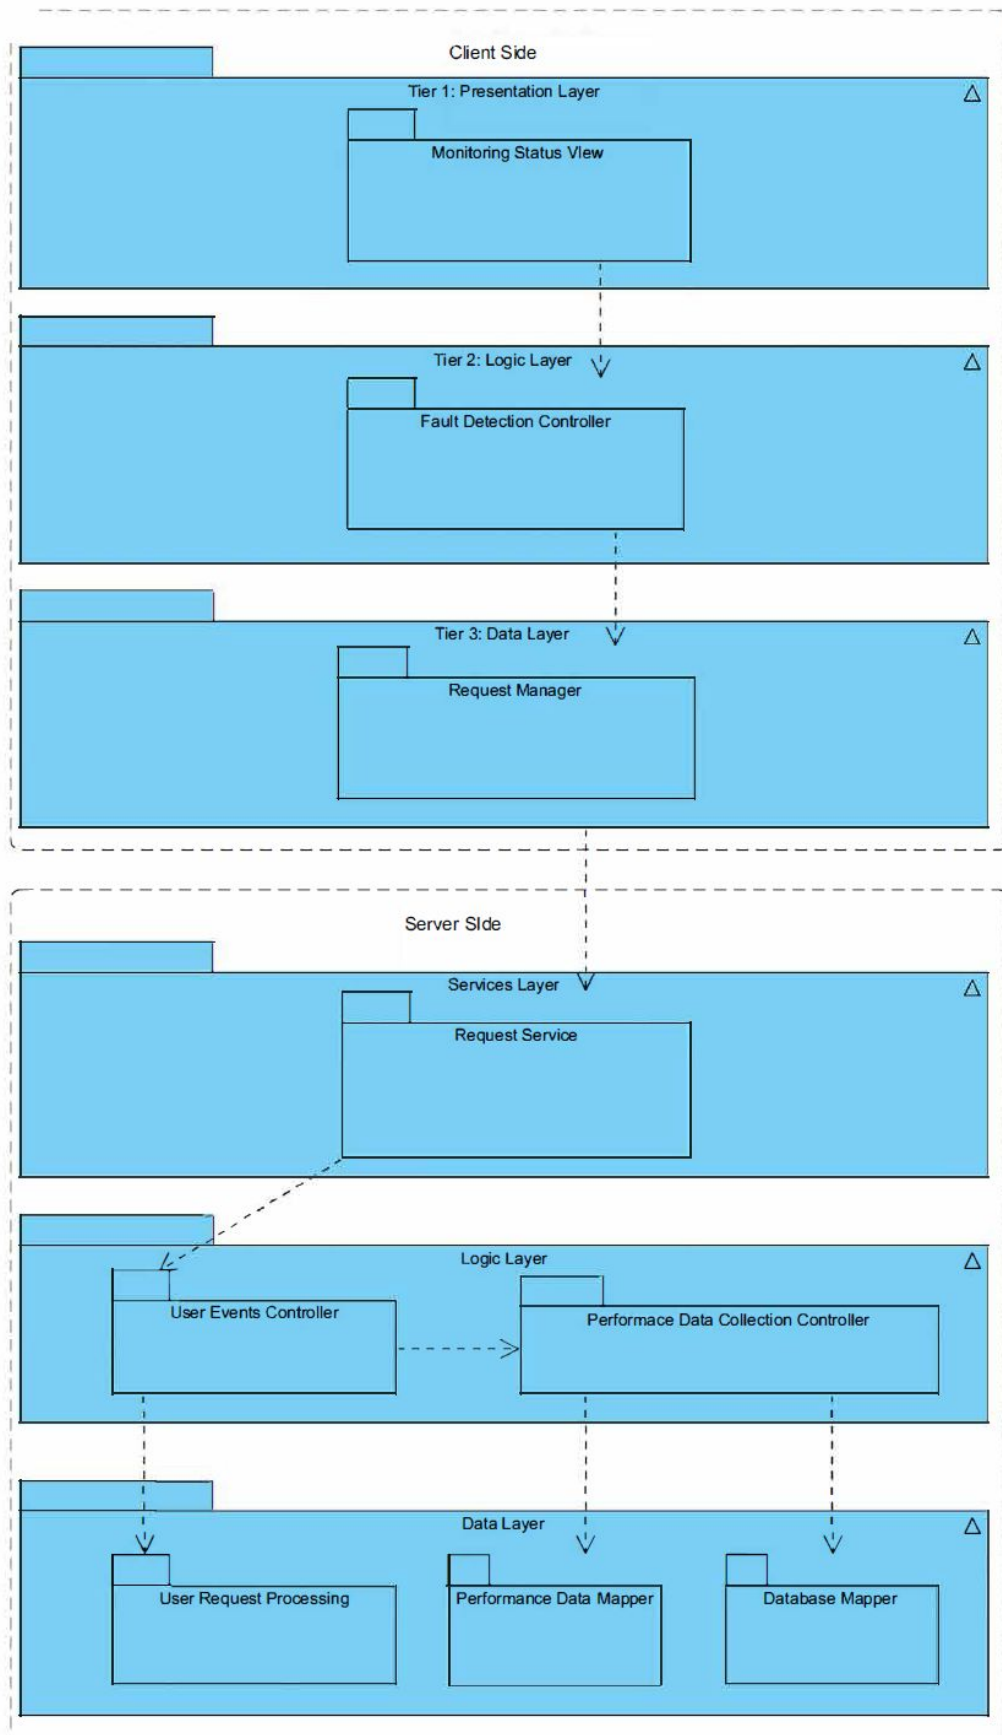 Client Side
Tier 1: Presentation Layer
Monitoring Status VIew
Tier 2: Logic Layer
Fault Detection Controller
Tier 3: Data Layer
Request Manager
Server SIde
Services Layer
Request Service
Logic Layer
User Events Controller
Performace Data Collection Controller
Data Layer
User Request Processing
Performance Data Mapper
Database Mapper